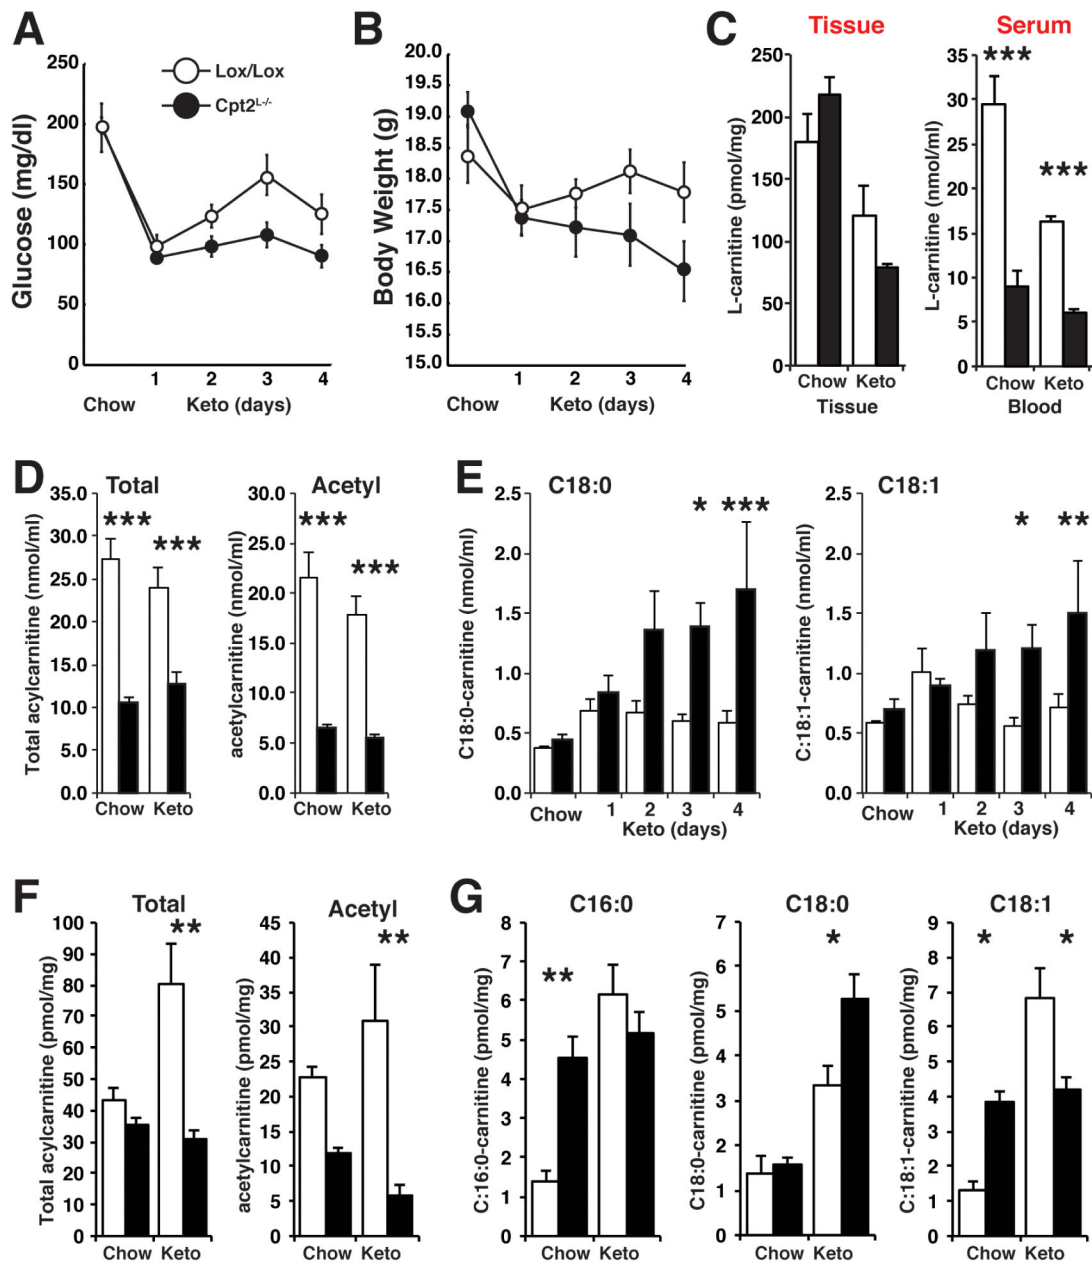 A
Glucose (mg/dl)
250
200
150
100
50
0
Lox/Lox
Cpt2L-/-
1 2 3 4
Chow Keto (days)
B
Body Weight (g)
20.0
19.5
19.0
18.5
18.0
17.5
17.0
16.5
16.0
15.5
15.0
1 2 3 4
Chow Keto (days)
C
Tissue
L-carnitine (pmol/mg)
250
200
150
100
50
0
Chow Keto
Tissue
Serum
L-carnitine (nmol/ml)
35
30
25
20
15
10
5
0
***
***
Chow Keto
Blood
D
Total
Total acylcarnitine (nmol/ml)
35.0
30.0
25.0
20.0
15.0
10.0
5.0
0.0
***
***
Chow Keto
Acetyl
acetylcarnitine (nmol/ml)
30.0
25.0
20.0
15.0
10.0
5.0
0.0
***
***
Chow Keto
E
C18:0
C18:0-carnitine (nmol/ml)
2.5
2.0
1.5
1.0
0.5
0.0
* ***
Chow 1 2 3 4
Keto (days)
C18:1
C:18:1-carnitine (nmol/ml)
2.5
2.0
1.5
1.0
0.5
0.0
* **
Chow 1 2 3 4
Keto (days)
F
Total
Total acylcarnitine (pmol/mg)
100
90
80
70
60
50
40
30
20
10
0
**
Chow Keto
Acetyl
acetylcarnitine (pmol/mg)
45
40
35
30
25
20
15
10
5
0
**
Chow Keto
G
C16:0
C:16:0-carnitine (pmol/mg)
8
7
6
5
4
3
2
1
0
**
Chow Keto
C18:0
C18:0-carnitine (pmol/mg)
7
6
5
4
3
2
1
0
*
Chow Keto
C18:1
C:18:1-carnitine (pmol/mg)
9
8
7
6
5
4
3
2
1
0
* *
Chow Keto